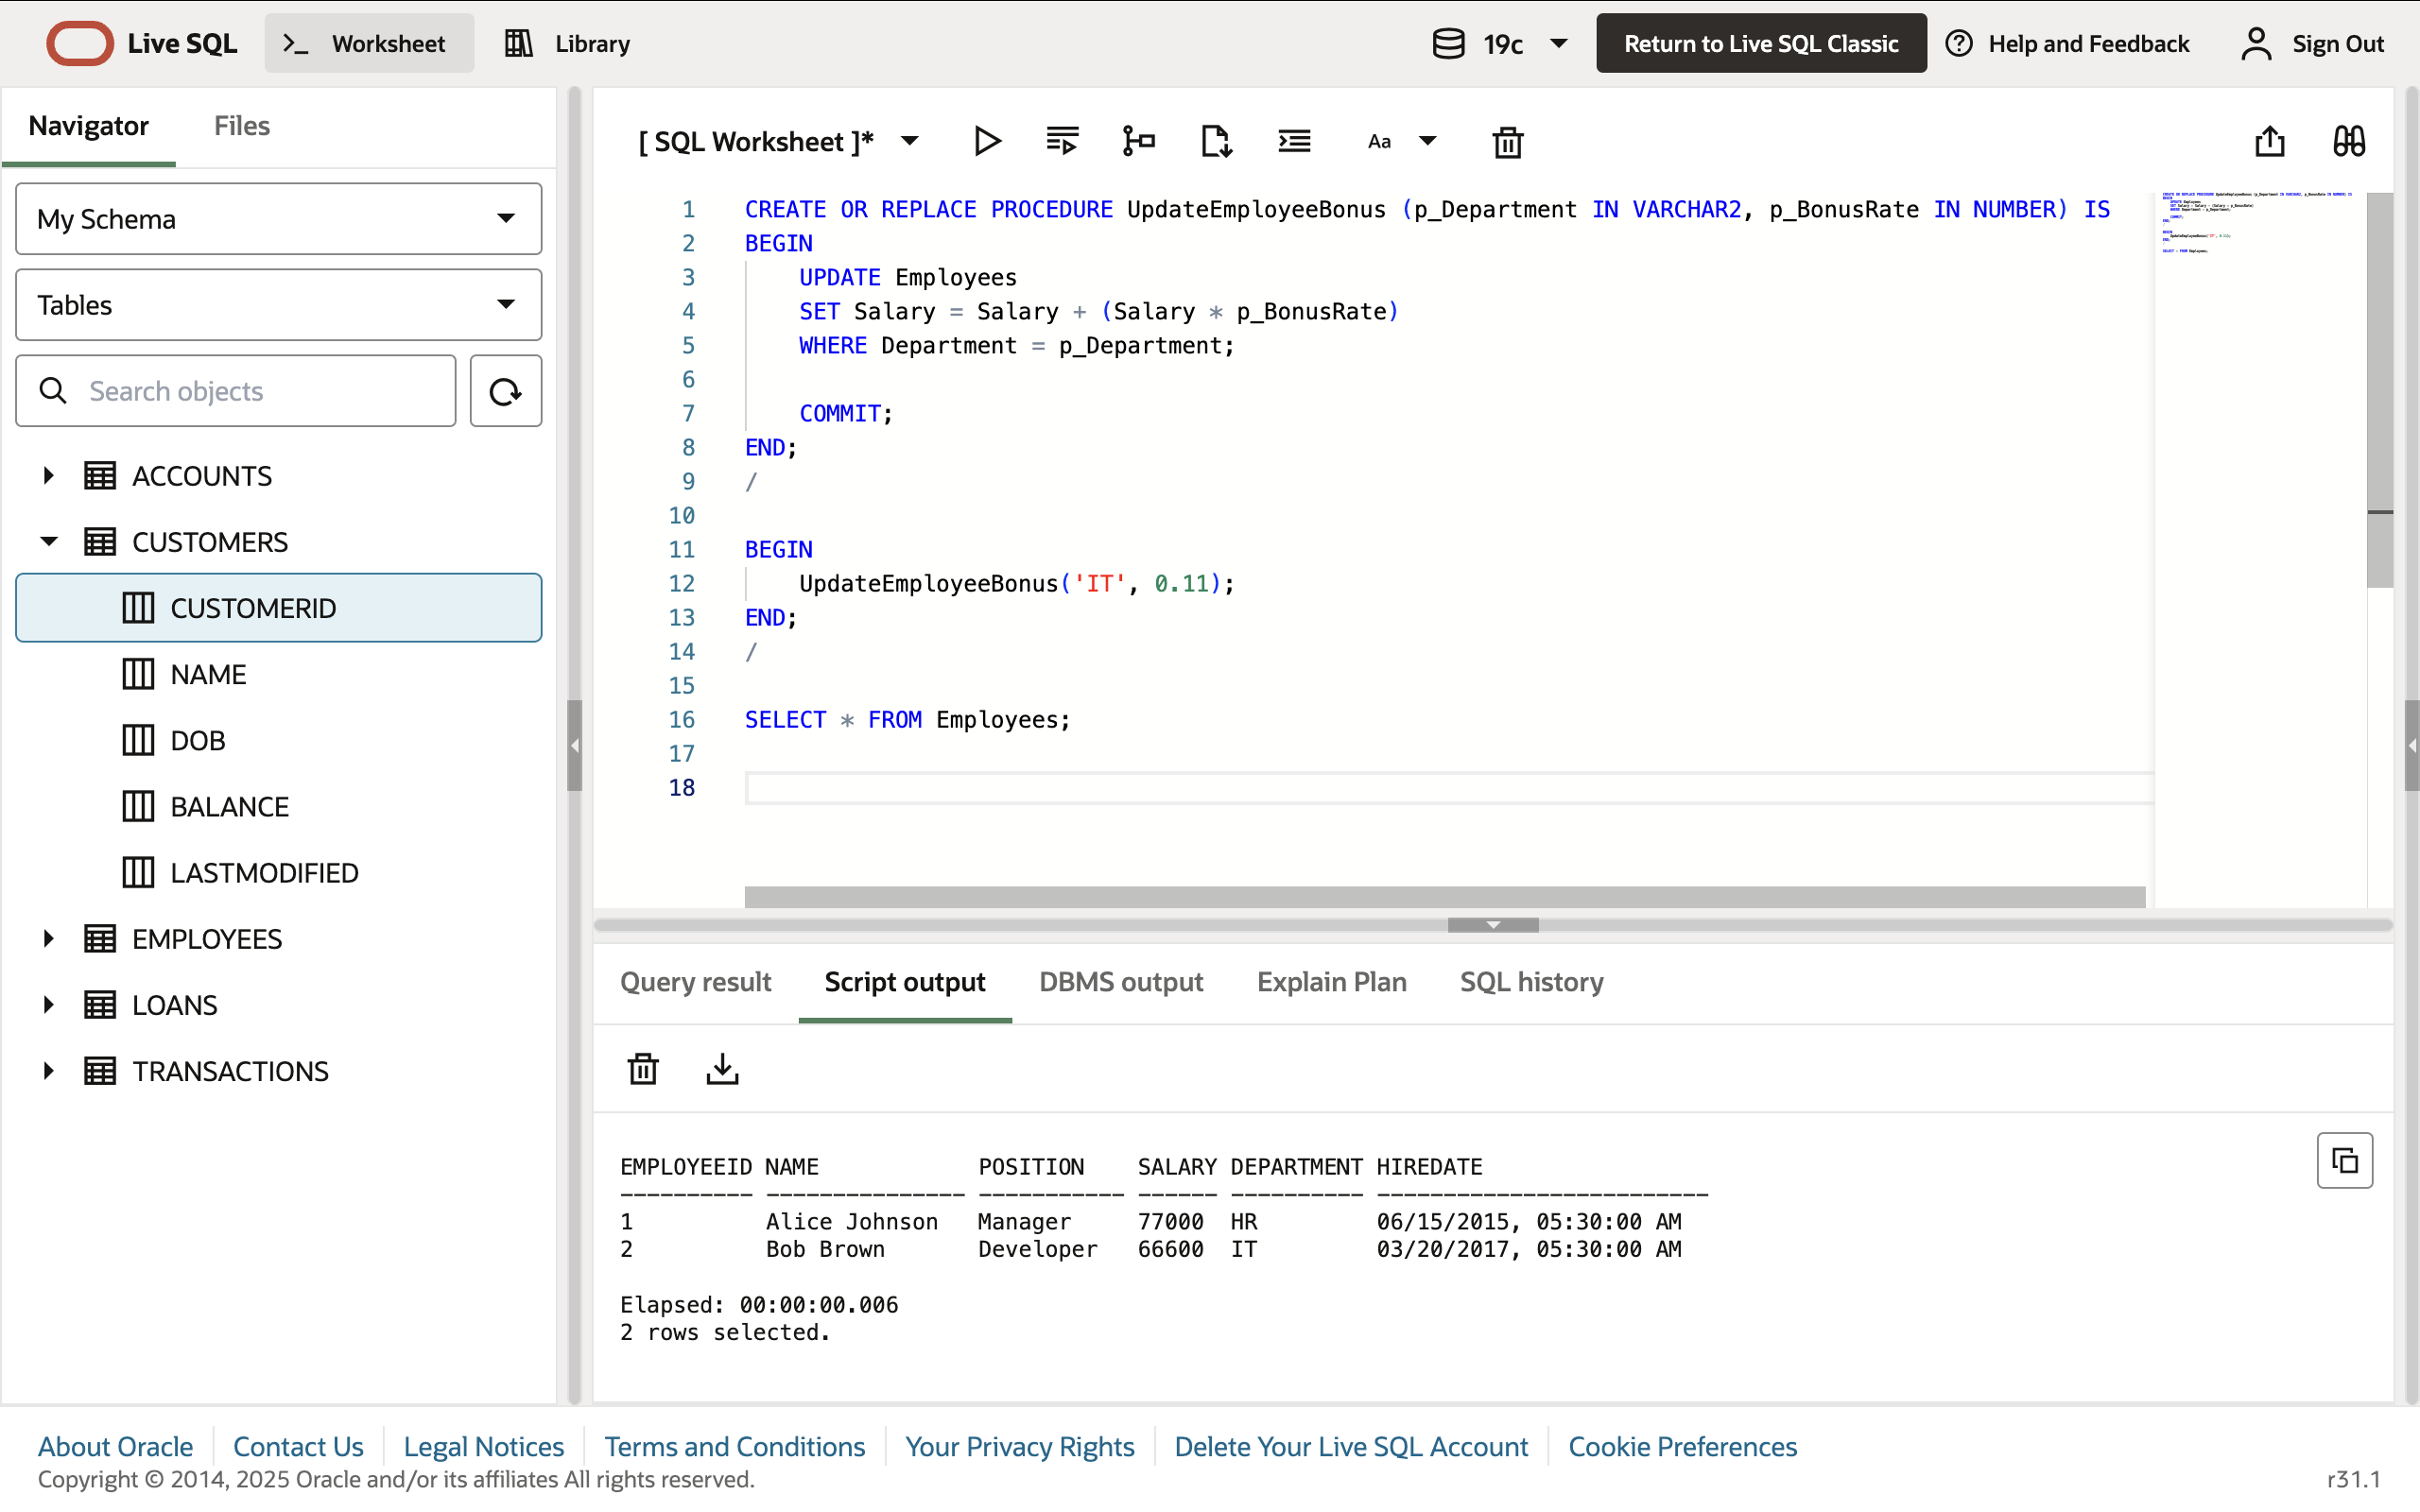 Live SQL
Worksheet
Library
19c
Return to Live SQL Classic
Help and Feedback
Sign Out
Navigator
Files
My Schema
Tables
Search objects
ACCOUNTS
CUSTOMERS
CUSTOMERID
NAME
DOB
BALANCE
LASTMODIFIED
EMPLOYEES
LOANS
TRANSACTIONS
[ SQL Worksheet ]*
Aa
1 CREATE OR REPLACE PROCEDURE UpdateEmployeeBonus (p_Department IN VARCHAR2, p_BonusRate IN NUMBER) IS
2 BEGIN
3     UPDATE Employees
4     SET Salary = Salary + (Salary * p_BonusRate)
5     WHERE Department = p_Department;
6
7     COMMIT;
8 END;
9 /
10
11 BEGIN
12     UpdateEmployeeBonus('IT', 0.11);
13 END;
14 /
15
16 SELECT * FROM Employees;
17
18
Query result
Script output
DBMS output
Explain Plan
SQL history
EMPLOYEEID NAME            POSITION    SALARY DEPARTMENT HIREDATE
---------- --------------- ----------- ------ ---------- -------------------------
1          Alice Johnson   Manager     77000  HR         06/15/2015, 05:30:00 AM
2          Bob Brown       Developer   66600  IT         03/20/2017, 05:30:00 AM
Elapsed: 00:00:00.006
2 rows selected.
About Oracle
Contact Us
Legal Notices
Terms and Conditions
Your Privacy Rights
Delete Your Live SQL Account
Cookie Preferences
Copyright © 2014, 2025 Oracle and/or its affiliates All rights reserved.
r31.1